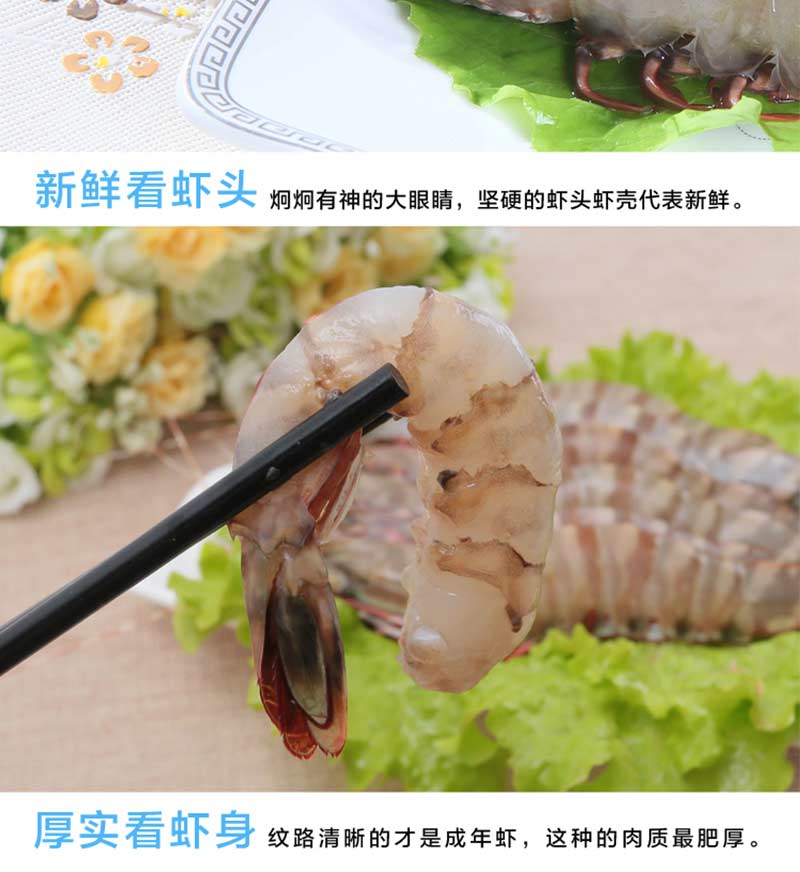 新鲜看虾头 炯炯有神的大眼睛，坚硬的虾头虾壳代表新鲜。
厚实看虾身 纹路清晰的才是成年虾，这种的肉质最肥厚。